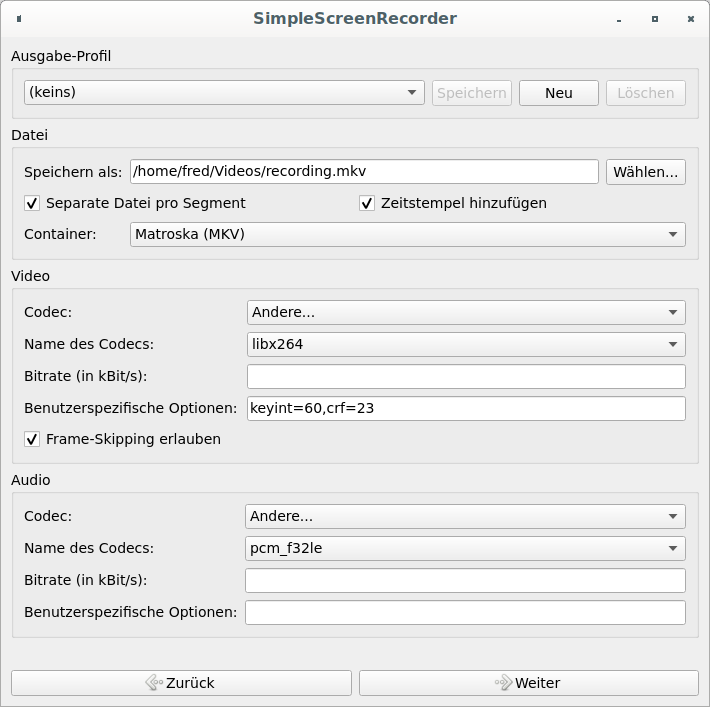 SimpleScreenRecorder
Ausgabe-Profil
(keins) Speichern Neu Löschen
Datei
Speichern als: /home/fred/Videos/recording.mkv Wählen...
Separate Datei pro Segment Zeitstempel hinzufügen
Container: Matroska (MKV)
Video
Codec: Andere...
Name des Codecs: libx264
Bitrate (in kBit/s):
Benutzerspezifische Optionen: keyint=60,crf=23
Frame-Skipping erlauben
Audio
Codec: Andere...
Name des Codecs: pcm_f32le
Bitrate (in kBit/s):
Benutzerspezifische Optionen:
Zurück Weiter